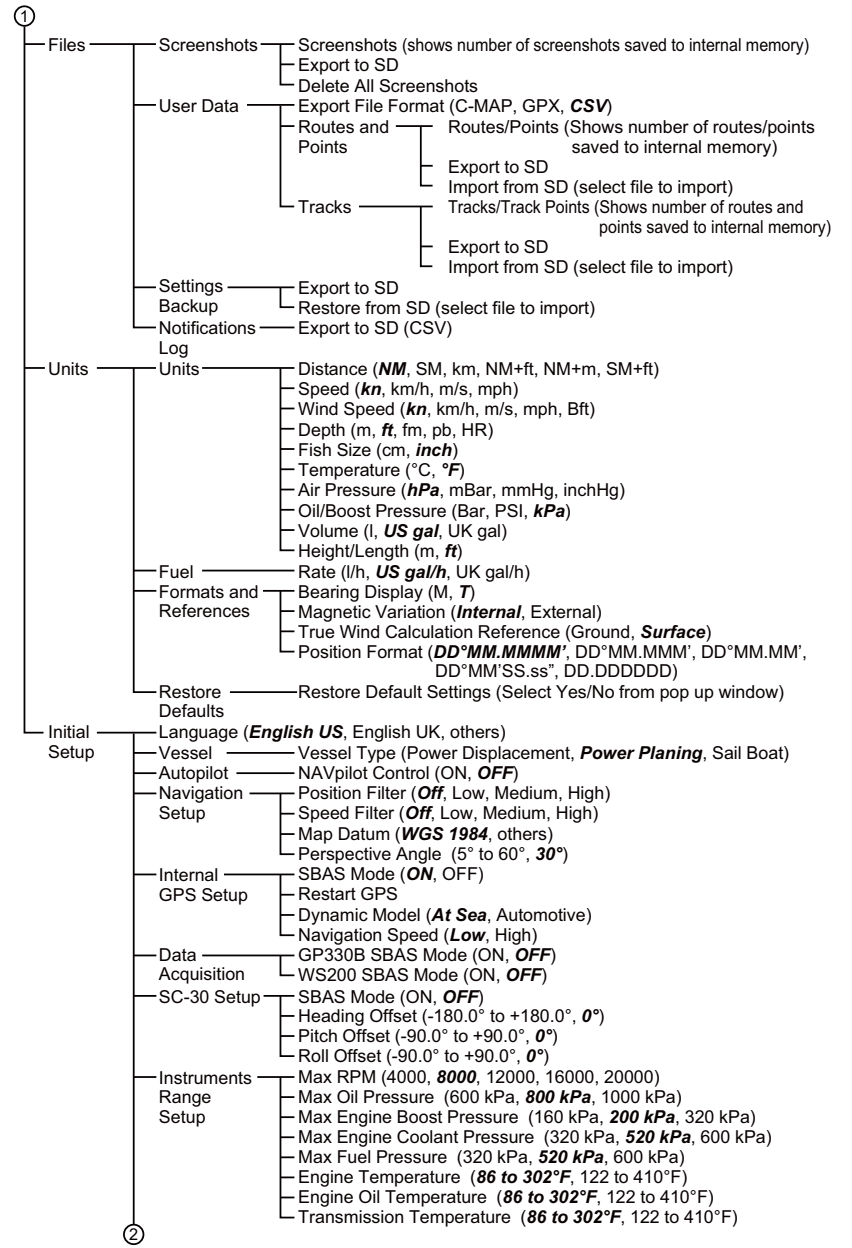 1
Files
Screenshots
Screenshots (shows number of screenshots saved to internal memory)
Export to SD
Delete All Screenshots
User Data
Export File Format (C-MAP, GPX, CSV)
Routes and
Points
Routes/Points (Shows number of routes/points
saved to internal memory)
Export to SD
Import from SD (select file to import)
Tracks
Tracks/Track Points (Shows number of routes and
points saved to internal memory)
Export to SD
Import from SD (select file to import)
Settings
Backup
Export to SD
Restore from SD (select file to import)
Notifications
Log
Export to SD (CSV)
Units
Units
Distance (NM, SM, km, NM+ft, NM+m, SM+ft)
Speed (kn, km/h, m/s, mph)
Wind Speed (kn, km/h, m/s, mph, Bft)
Depth (m, ft, fm, pb, HR)
Fish Size (cm, inch)
Temperature (°C, °F)
Air Pressure (hPa, mBar, mmHg, inchHg)
Oil/Boost Pressure (Bar, PSI, kPa)
Volume (l, US gal, UK gal)
Height/Length (m, ft)
Fuel
Rate (l/h, US gal/h, UK gal/h)
Formats and
References
Bearing Display (M, T)
Magnetic Variation (Internal, External)
True Wind Calculation Reference (Ground, Surface)
Position Format (DD°MM.MMMM’, DD°MM.MMM’, DD°MM.MM’,
DD°MM’SS.ss”, DD.DDDDDD)
Restore
Defaults
Restore Default Settings (Select Yes/No from pop up window)
Initial
Setup
Language (English US, English UK, others)
Vessel
Vessel Type (Power Displacement, Power Planing, Sail Boat)
Autopilot
NAVpilot Control (ON, OFF)
Navigation
Setup
Position Filter (Off, Low, Medium, High)
Speed Filter (Off, Low, Medium, High)
Map Datum (WGS 1984, others)
Perspective Angle (5° to 60°, 30°)
Internal
GPS Setup
SBAS Mode (ON, OFF)
Restart GPS
Dynamic Model (At Sea, Automotive)
Navigation Speed (Low, High)
Data
Acquisition
GP330B SBAS Mode (ON, OFF)
WS200 SBAS Mode (ON, OFF)
SC-30 Setup
SBAS Mode (ON, OFF)
Heading Offset (-180.0° to +180.0°, 0°)
Pitch Offset (-90.0° to +90.0°, 0°)
Roll Offset (-90.0° to +90.0°, 0°)
Instruments
Range
Setup
Max RPM (4000, 8000, 12000, 16000, 20000)
Max Oil Pressure (600 kPa, 800 kPa, 1000 kPa)
Max Engine Boost Pressure (160 kPa, 200 kPa, 320 kPa)
Max Engine Coolant Pressure (320 kPa, 520 kPa, 600 kPa)
Max Fuel Pressure (320 kPa, 520 kPa, 600 kPa)
Engine Temperature (86 to 302°F, 122 to 410°F)
Engine Oil Temperature (86 to 302°F, 122 to 410°F)
Transmission Temperature (86 to 302°F, 122 to 410°F)
2